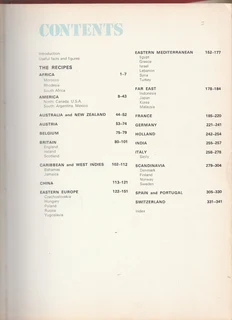 CONTENTS
Introduction
Useful facts and figures
THE RECIPES
AFRICA 1-7
Morocco
South Africa
AMERICA 8-43
North, Canada, U.S.A.
South, Argentina, Mexico
AUSTRALIA and NEW ZEALAND 44-52
AUSTRIA 53-74
BELGIUM 75-79
BRITAIN 80-101
England
Ireland
Scotland
CARIBBEAN and WEST INDIES 102-112
Bahamas
Jamaica
CHINA 113-131
EASTERN EUROPE 132-151
Czechoslovakia
Hungary
Poland
Russia
Yugoslavia
EASTERN MEDITERRANEAN 152-177
Egypt
Greece
Israel
Lebanon
Syria
Turkey
FAR EAST 178-184
Indonesia
Japan
Korea
Malaysia
FRANCE 185-220
GERMANY 221-241
HOLLAND 242-254
INDIA 255-257
ITALY 258-278
SCANDINAVIA 279-304
Denmark
Finland
Norway
Sweden
SPAIN and PORTUGAL 305-330
SWITZERLAND 331-341
Index